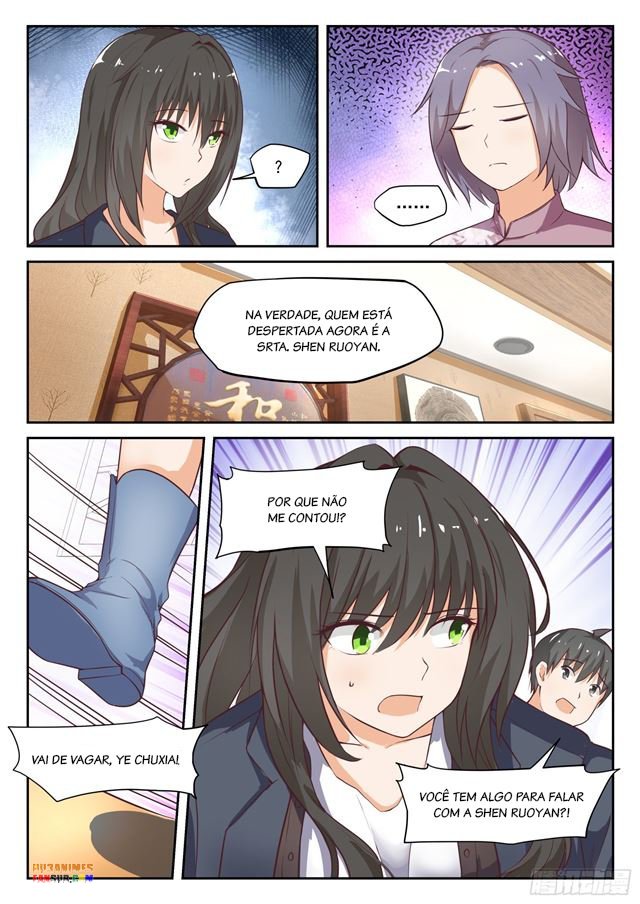 ?
......
NA VERDADE, QUEM ESTÁ
DESPERTADA AGORA É A
SRTA. SHEN RUOYAN.
和
POR QUE NÃO
ME CONTOU!?
VAI DE VAGAR, YE CHUXIA!
VOCÊ TEM ALGO PARA FALAR
COM A SHEN RUOYAN?!